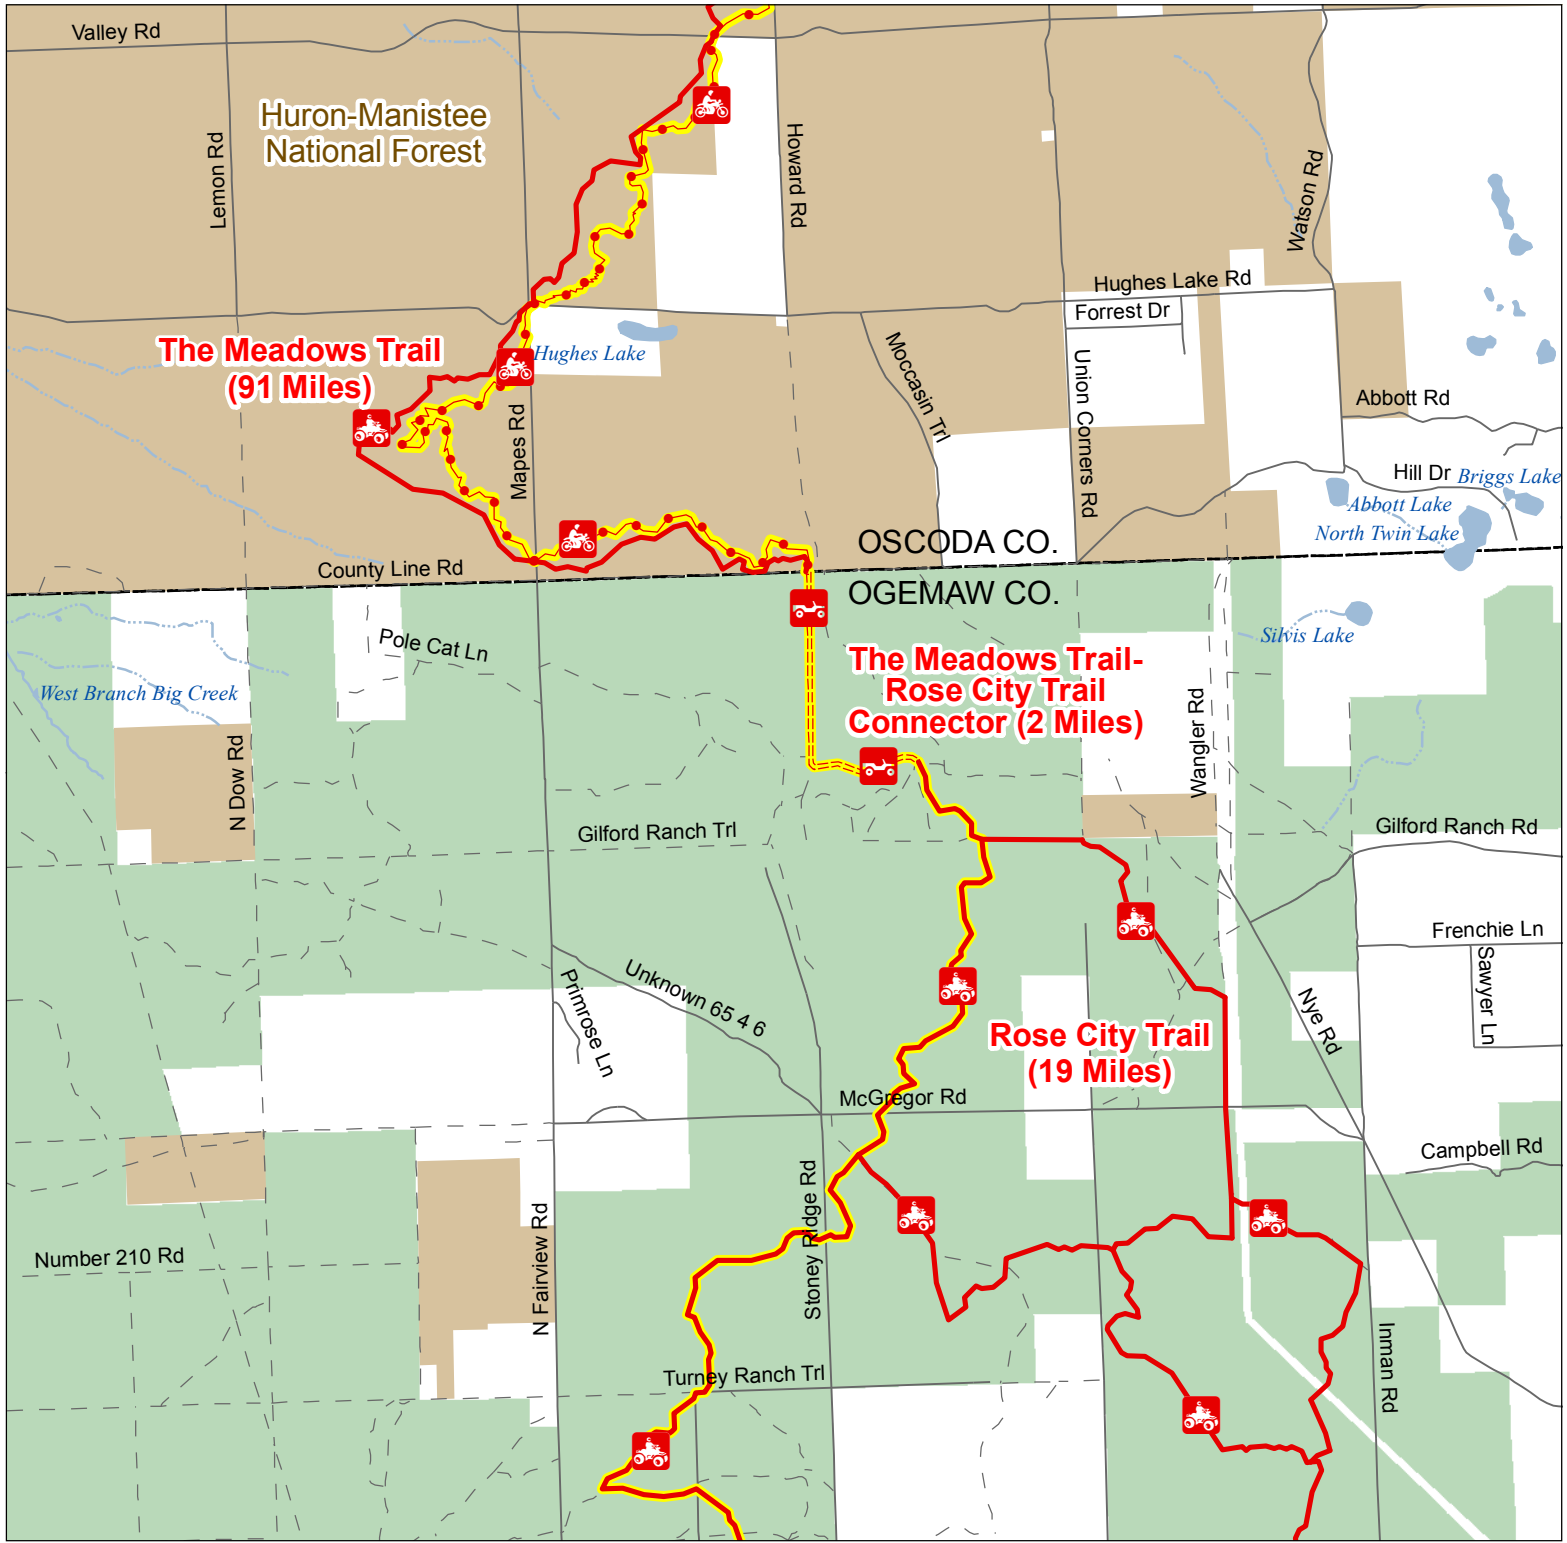 Valley Rd
Huron-Manistee
National Forest
Lemon Rd
Howard Rd
Watson Rd
Hughes Lake Rd
Forrest Dr
The Meadows Trail
(91 Miles)
Hughes Lake
Moccasin Trl
Union Corners Rd
Abbott Rd
Mapes Rd
Hill Dr
Briggs Lake
Abbott Lake
North Twin Lake
OSCODA CO.
County Line Rd
OGEMAW CO.
Silvis Lake
Pole Cat Ln
The Meadows Trail-
Rose City Trail
Connector (2 Miles)
West Branch Big Creek
Wangler Rd
N Dow Rd
Gilford Ranch Trl
Gilford Ranch Rd
Frenchie Ln
Sawyer Ln
Unknown 65 4 6
Primrose Ln
Nye Rd
Rose City Trail
(19 Miles)
McGregor Rd
Campbell Rd
Stoney Ridge Rd
Number 210 Rd
N Fairview Rd
Inman Rd
Turney Ranch Trl